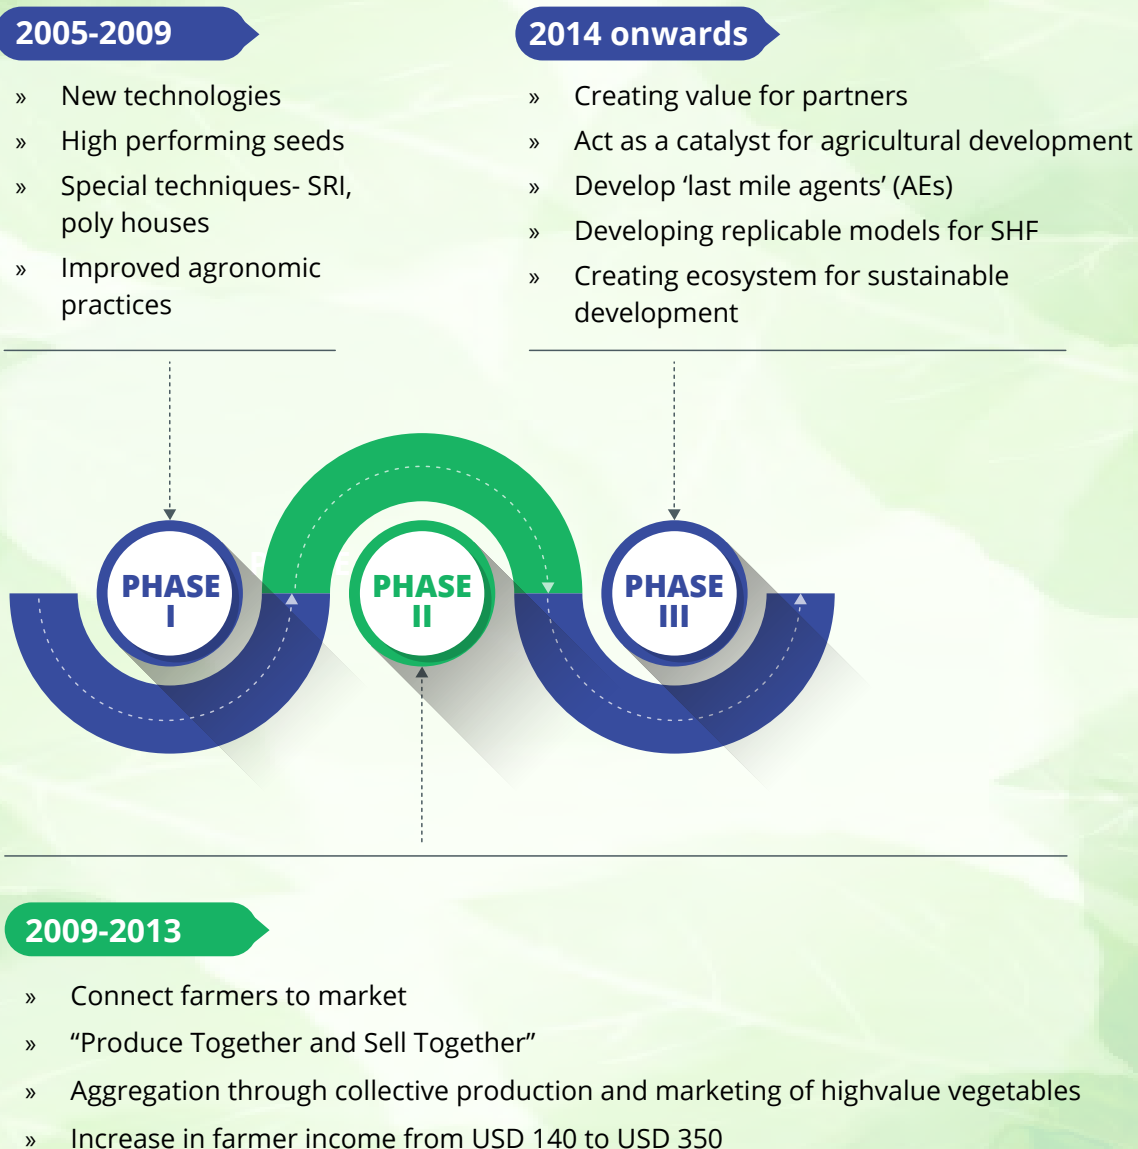 2005-2009
» New technologies
» High performing seeds
» Special techniques- SRI,
poly houses
» Improved agronomic
practices
2014 onwards
» Creating value for partners
» Act as a catalyst for agricultural development
» Develop ‘last mile agents’ (AEs)
» Developing replicable models for SHF
» Creating ecosystem for sustainable
development
PHASE
I
PHASE
II
PHASE
III
2009-2013
» Connect farmers to market
» “Produce Together and Sell Together”
» Aggregation through collective production and marketing of highvalue vegetables
» Increase in farmer income from USD 140 to USD 350